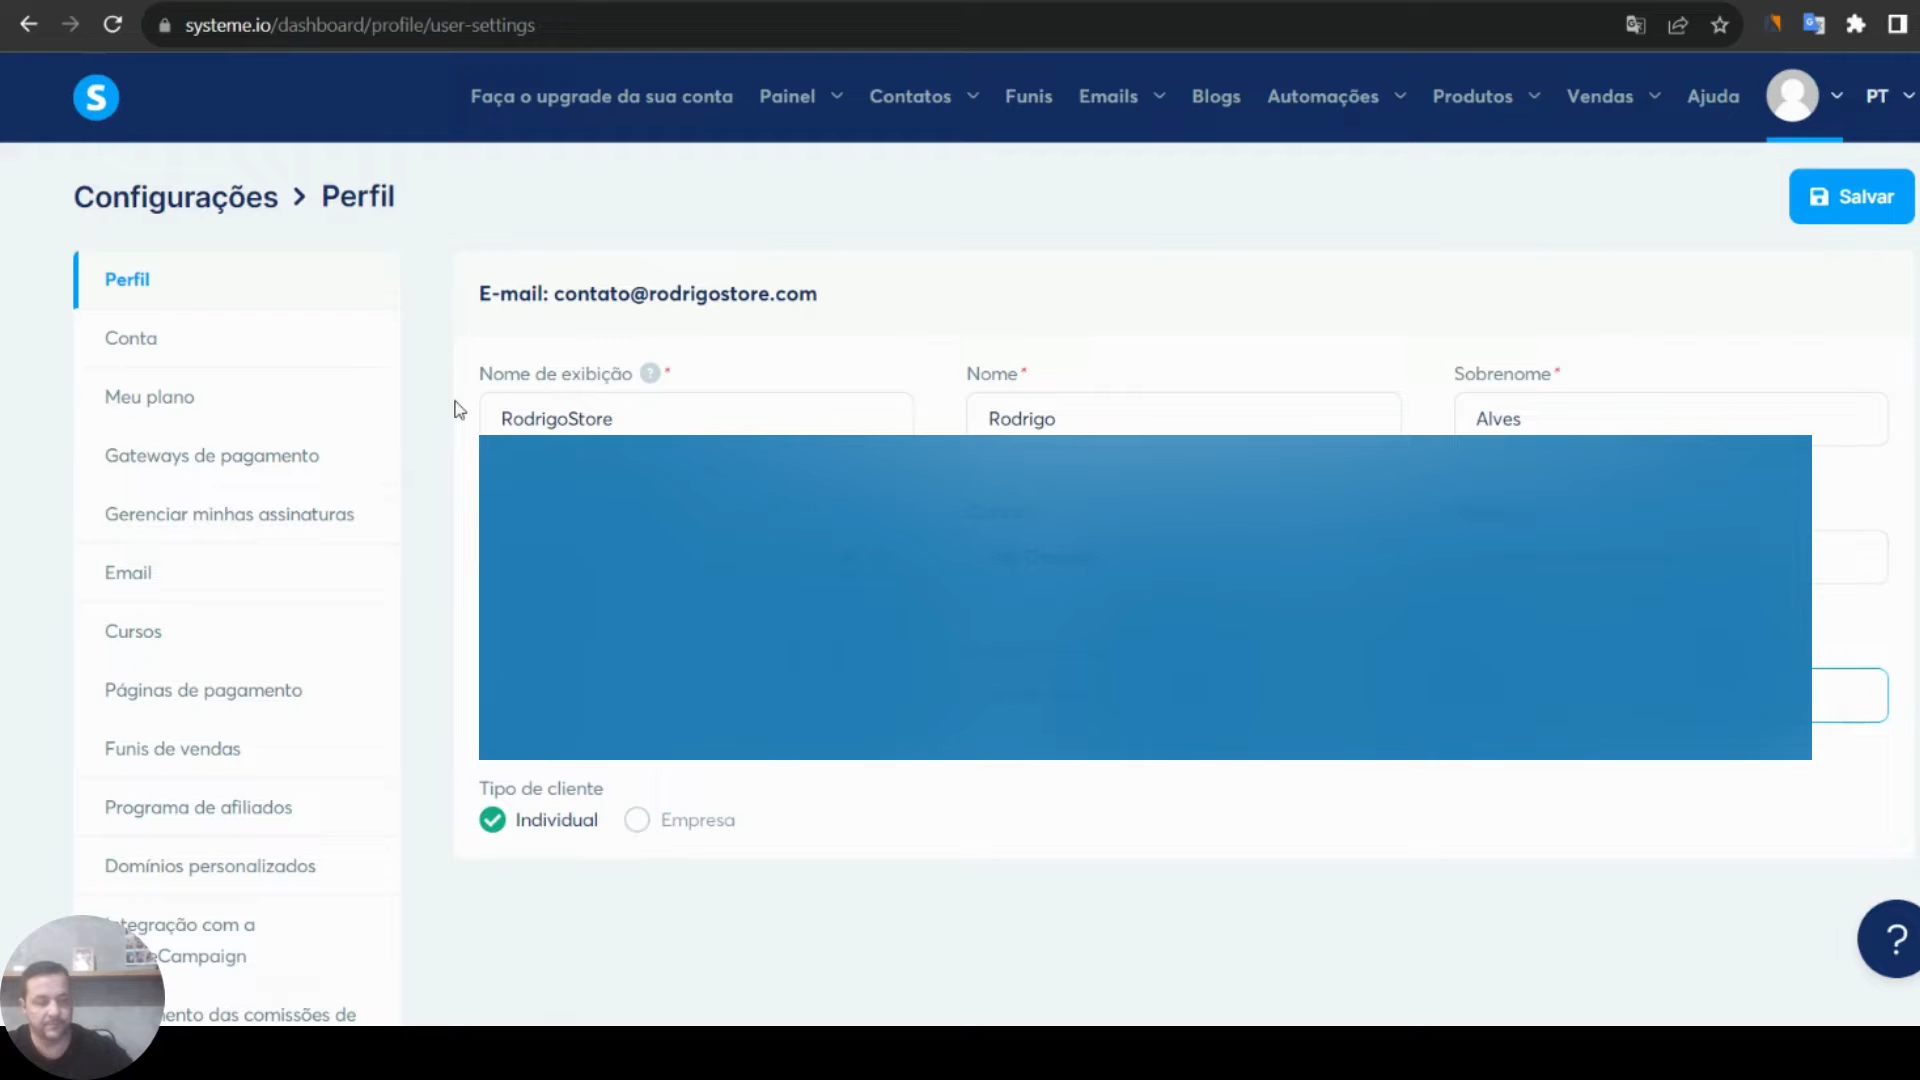 systeme.io/dashboard/profile/user-settings
S
Faça o upgrade da sua conta Painel Contatos Funis Emails Blogs Automações Produtos Vendas Ajuda PT
Configurações > Perfil
Salvar
Perfil
Conta
Meu plano
Gateways de pagamento
Gerenciar minhas assinaturas
Email
Cursos
Páginas de pagamento
Funis de vendas
Programa de afiliados
Domínios personalizados
com a
das comissões de
E-mail: contato@rodrigostore.com
Nome de exibição ? *
RodrigoStore
Nome*
Rodrigo
Sobrenome*
Alves
Tipo de cliente
Individual Empresa
?